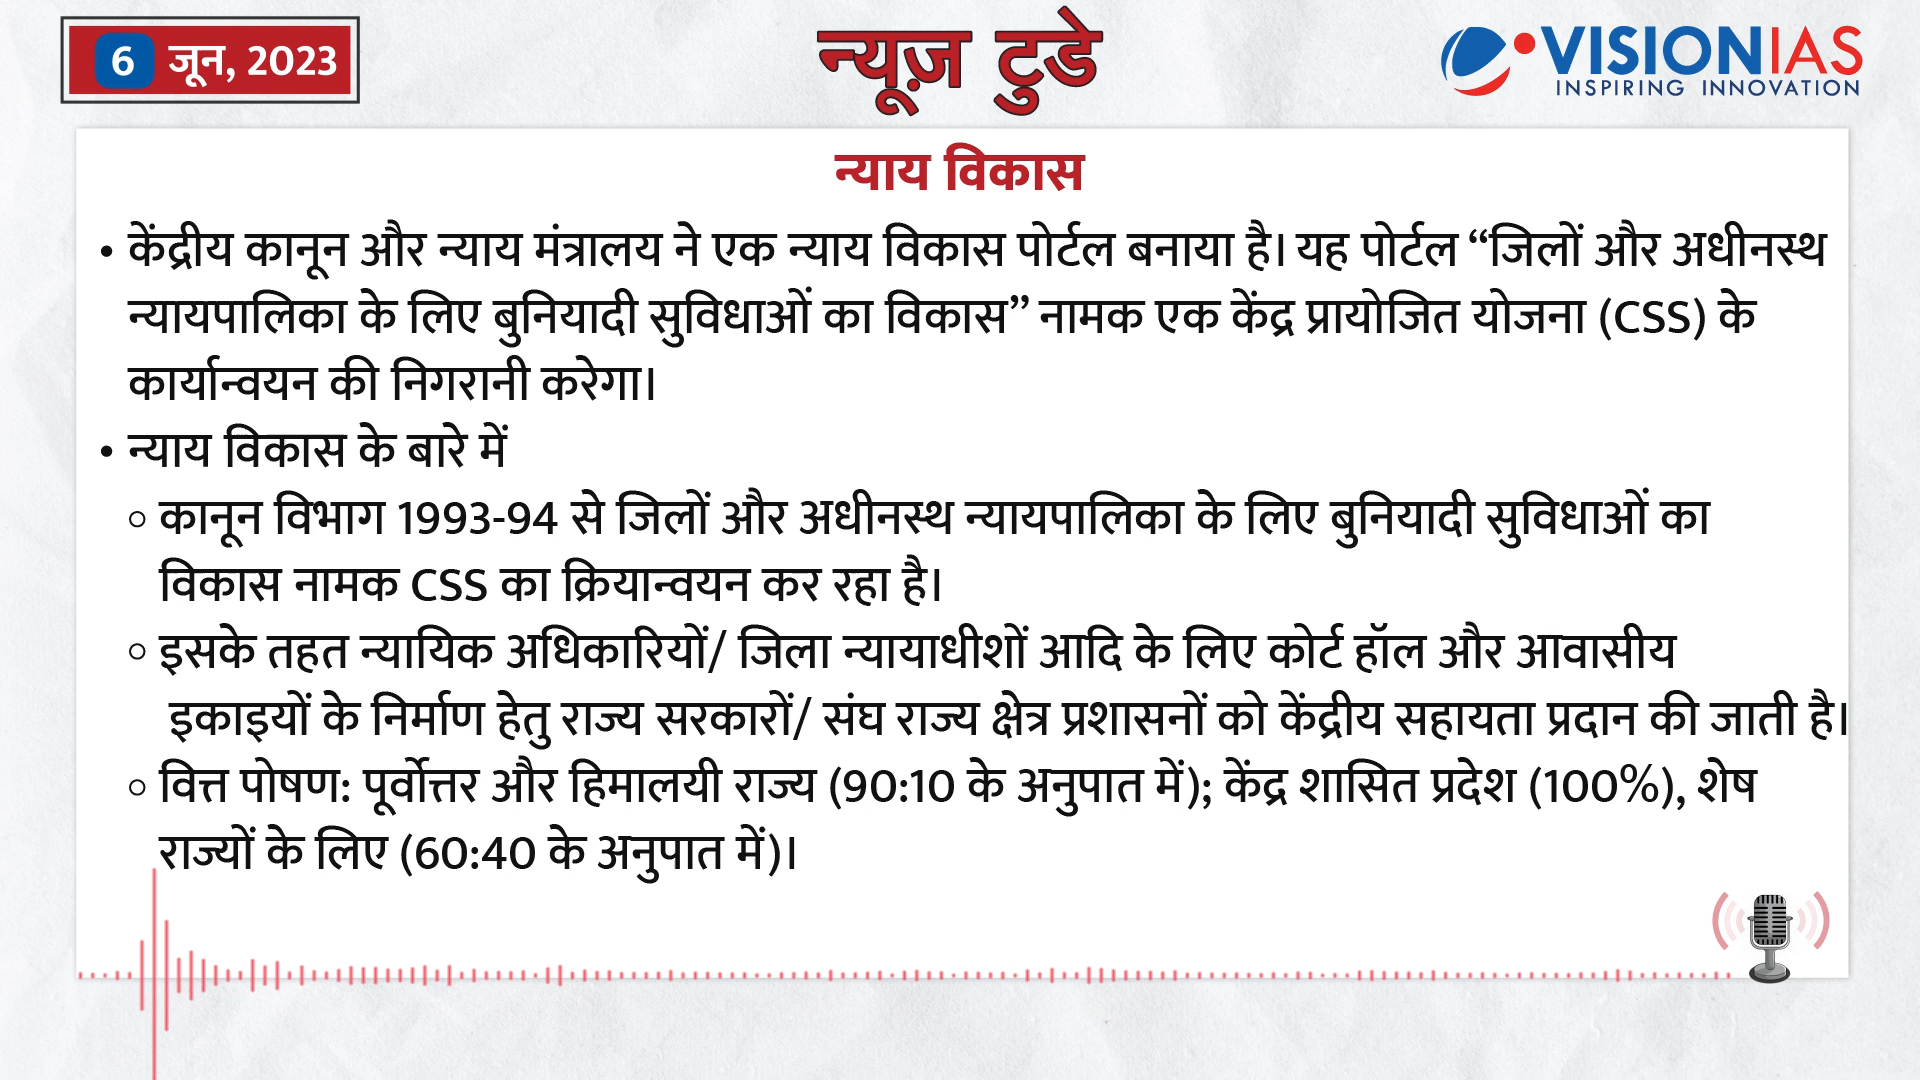 6 जून, 2023
न्यूज़ टुडे
VISIONIAS
INSPIRING INNOVATION
न्याय विकास
• केंद्रीय कानून और न्याय मंत्रालय ने एक न्याय विकास पोर्टल बनाया है। यह पोर्टल “जिलों और अधीनस्थ
न्यायपालिका के लिए बुनियादी सुविधाओं का विकास” नामक एक केंद्र प्रायोजित योजना (CSS) के
कार्यान्वयन की निगरानी करेगा।
• न्याय विकास के बारे में
○ कानून विभाग 1993-94 से जिलों और अधीनस्थ न्यायपालिका के लिए बुनियादी सुविधाओं का
विकास नामक CSS का क्रियान्वयन कर रहा है।
○ इसके तहत न्यायिक अधिकारियों/ जिला न्यायाधीशों आदि के लिए कोर्ट हॉल और आवासीय
इकाइयों के निर्माण हेतु राज्य सरकारों/ संघ राज्य क्षेत्र प्रशासनों को केंद्रीय सहायता प्रदान की जाती है।
○ वित्त पोषण: पूर्वोत्तर और हिमालयी राज्य (90:10 के अनुपात में); केंद्र शासित प्रदेश (100%), शेष
राज्यों के लिए (60:40 के अनुपात में)।